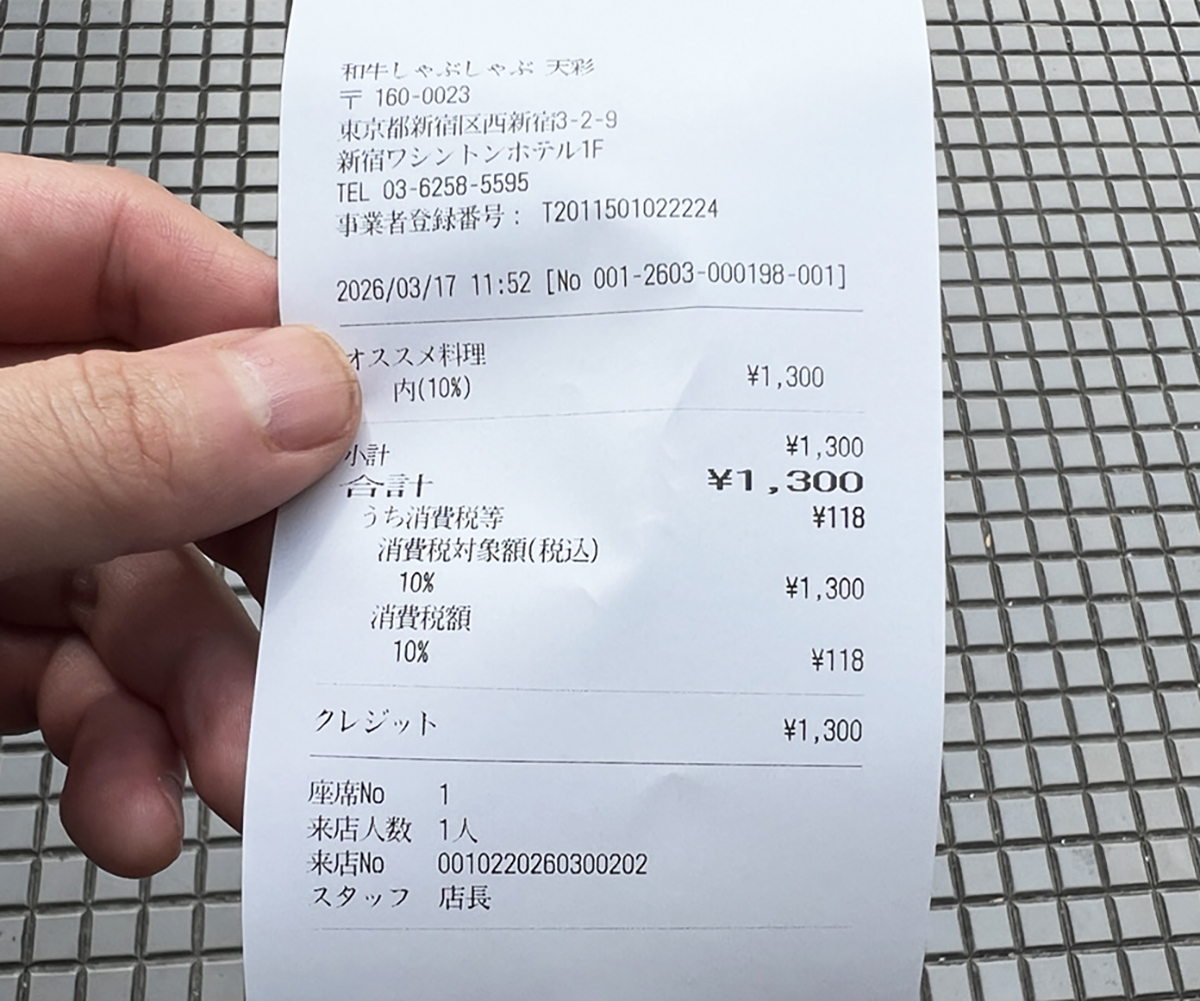 和牛しゃぶしゃぶ 天彩
〒 160-0023
東京都新宿区西新宿3-2-9
新宿ワシントンホテル1F
TEL 03-6258-5595
事業者登録番号： T2011501022224
2026/03/17 11:52 [No 001-2603-000198-001]
オススメ料理
内(10%) ¥1,300
小計 ¥1,300
合計 ¥1,300
うち消費税等 ¥118
消費税対象額(税込)
10% ¥1,300
消費税額
10% ¥118
クレジット ¥1,300
座席No 1
来店人数 1人
来店No 0010220260300202
スタッフ 店長